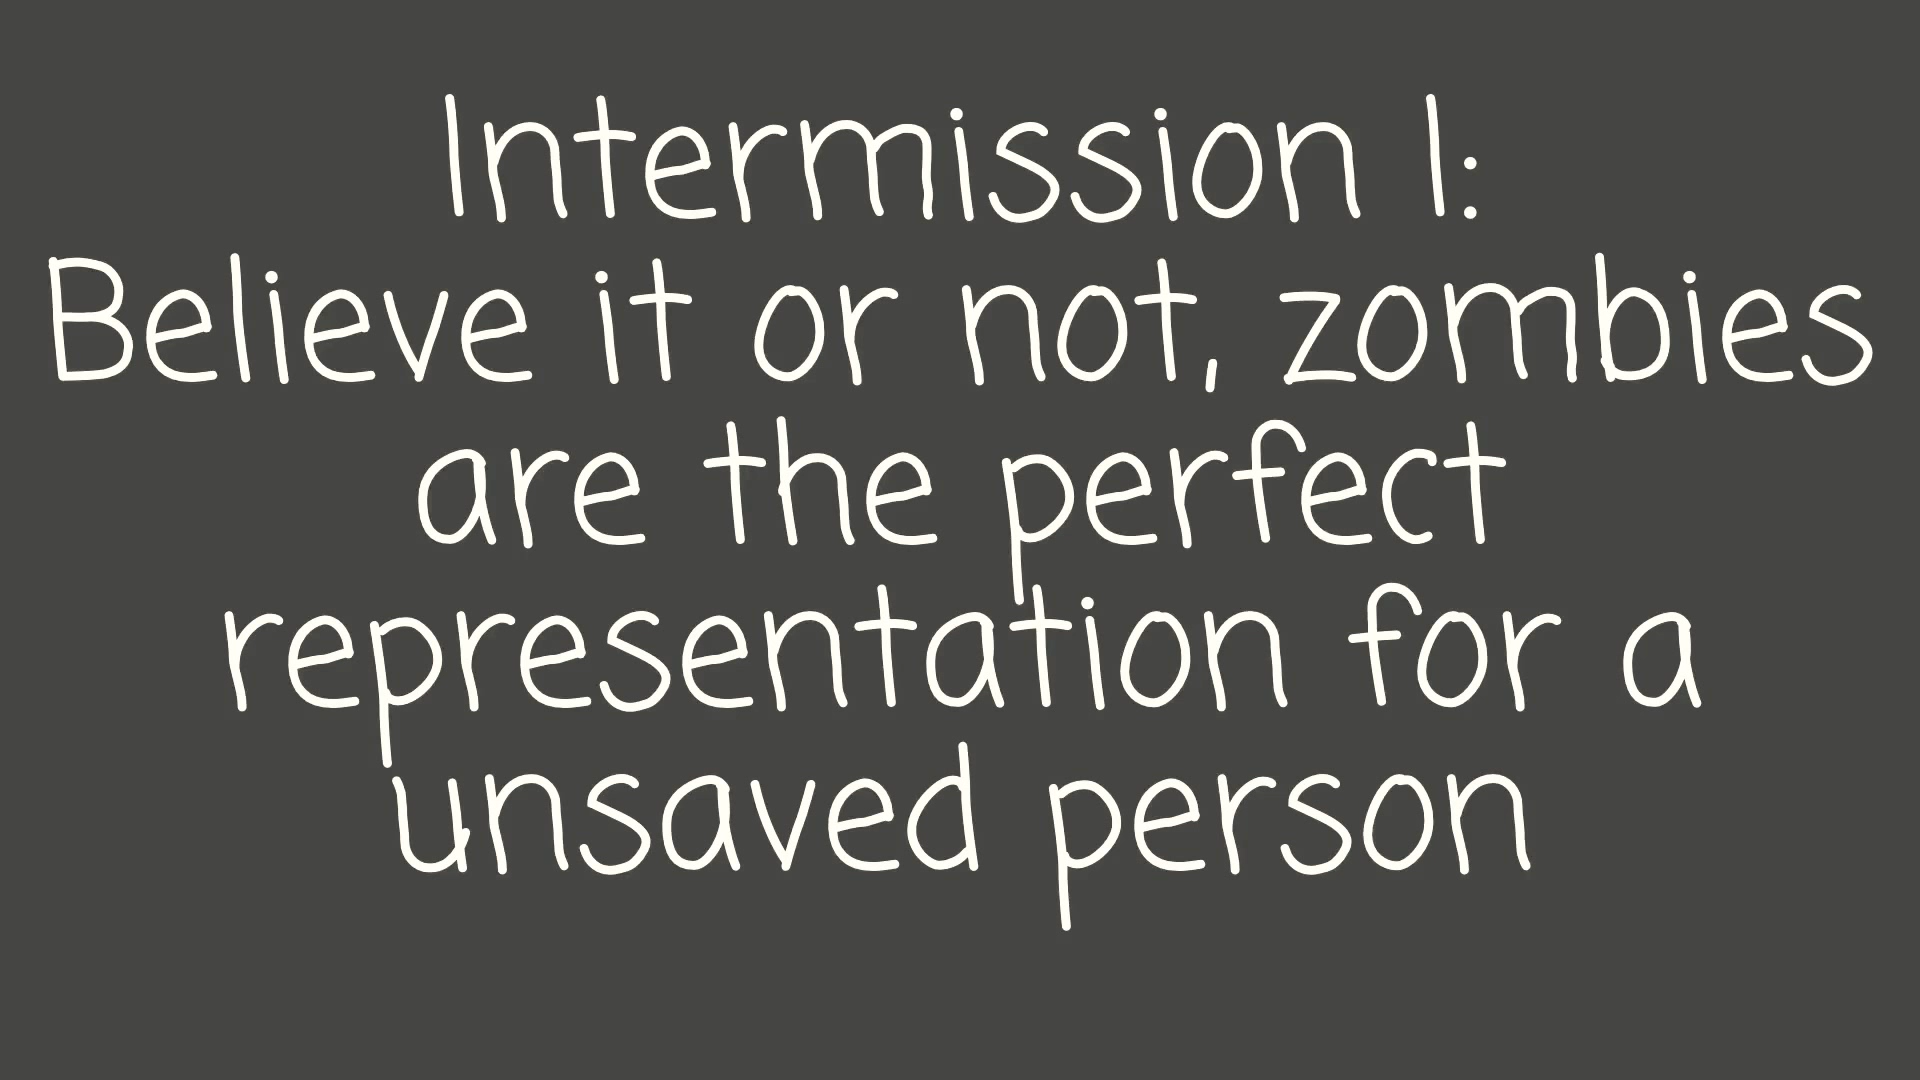 Intermission 1:
Believe it or not, zombies
are the perfect
representation for a
unsaved person